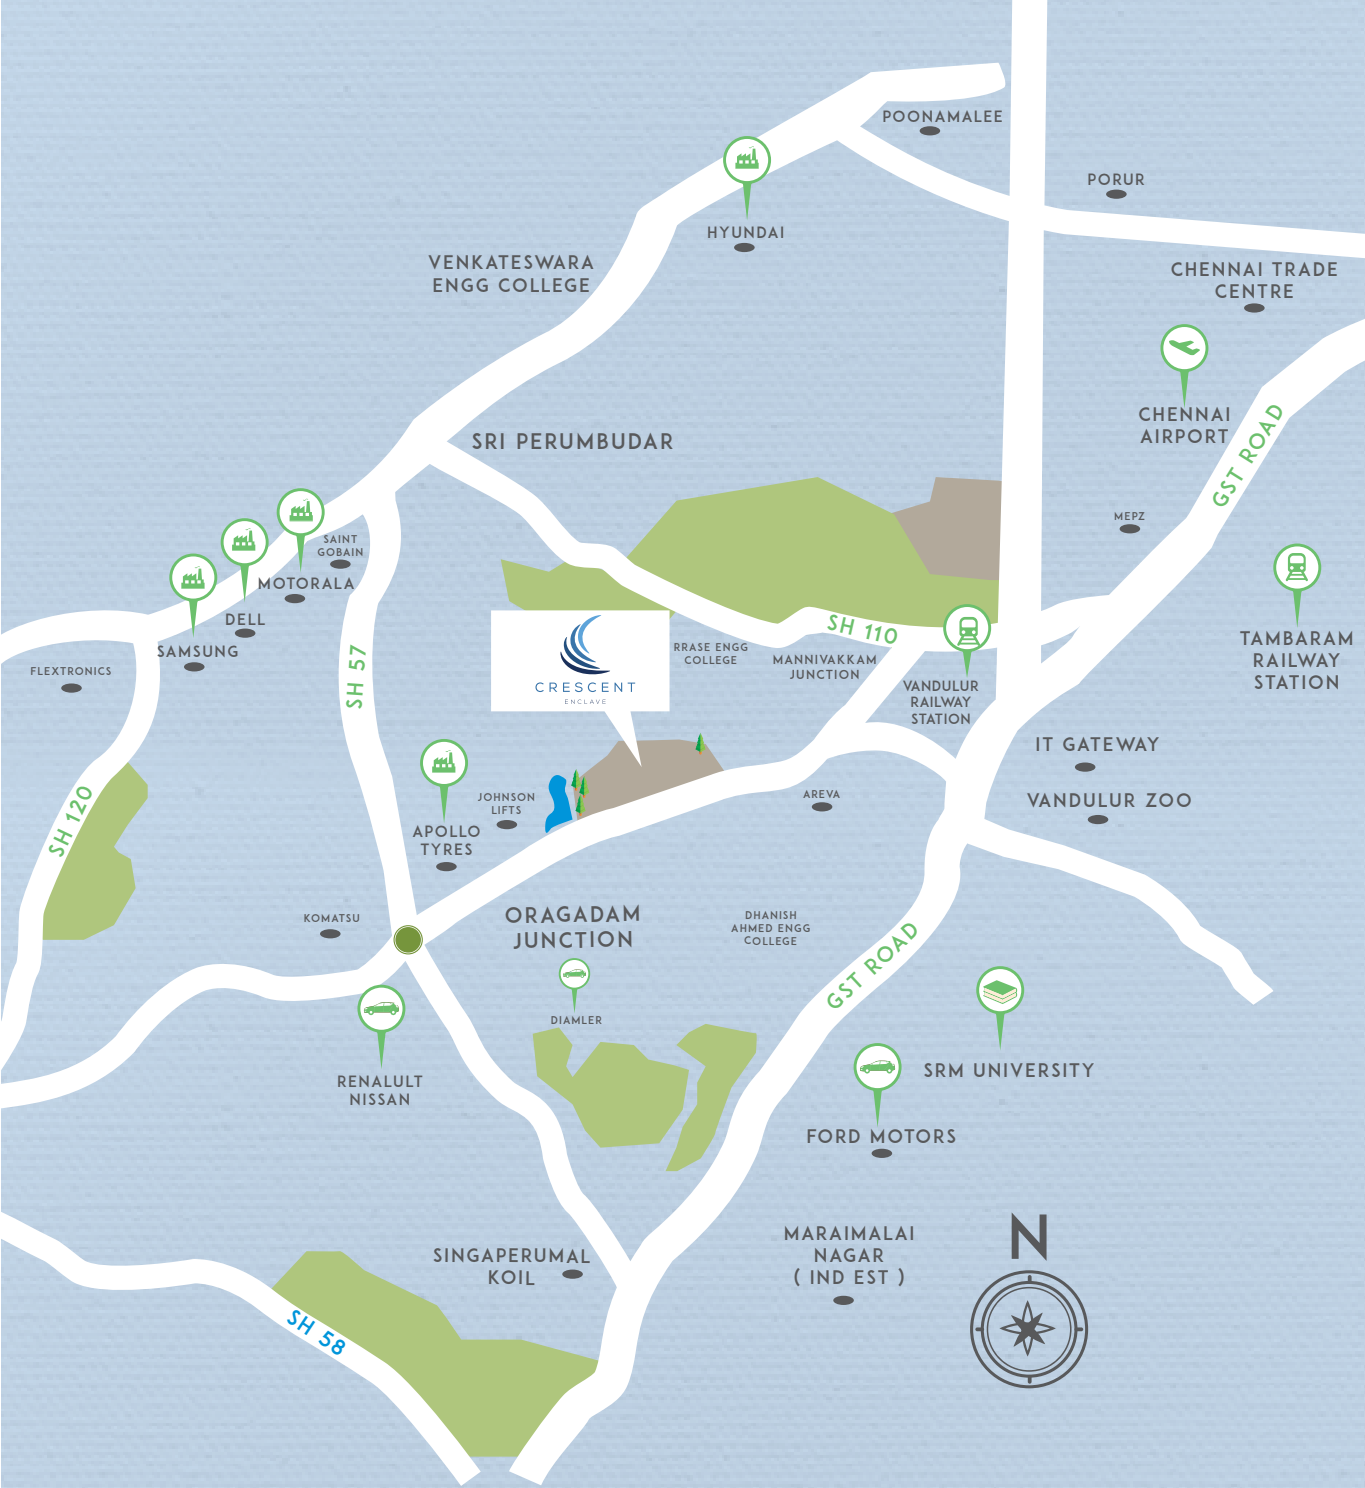 POONAMALEE
PORUR
HYUNDAI
VENKATESWARA
ENGG COLLEGE
CHENNAI TRADE
CENTRE
CHENNAI
AIRPORT
GST ROAD
SRI PERUMBUDAR
MEPZ
SAINT
GOBAIN
MOTORALA
DELL
SAMSUNG
FLEXTRONICS
SH 57
SH 110
RRASE ENGG
COLLEGE
MANNIVAKKAM
JUNCTION
VANDULUR
RAILWAY
STATION
TAMBARAM
RAILWAY
STATION
CRESCENT
ENCLAVE
IT GATEWAY
VANDULUR ZOO
AREVA
JOHNSON
LIFTS
APOLLO
TYRES
SH 120
KOMATSU
ORAGADAM
JUNCTION
DHANISH
AHMED ENGG
COLLEGE
GST ROAD
DIAMLER
RENALULT
NISSAN
SRM UNIVERSITY
FORD MOTORS
SINGAPERUMAL
KOIL
MARAIMALAI
NAGAR
( IND EST )
N
SH 58